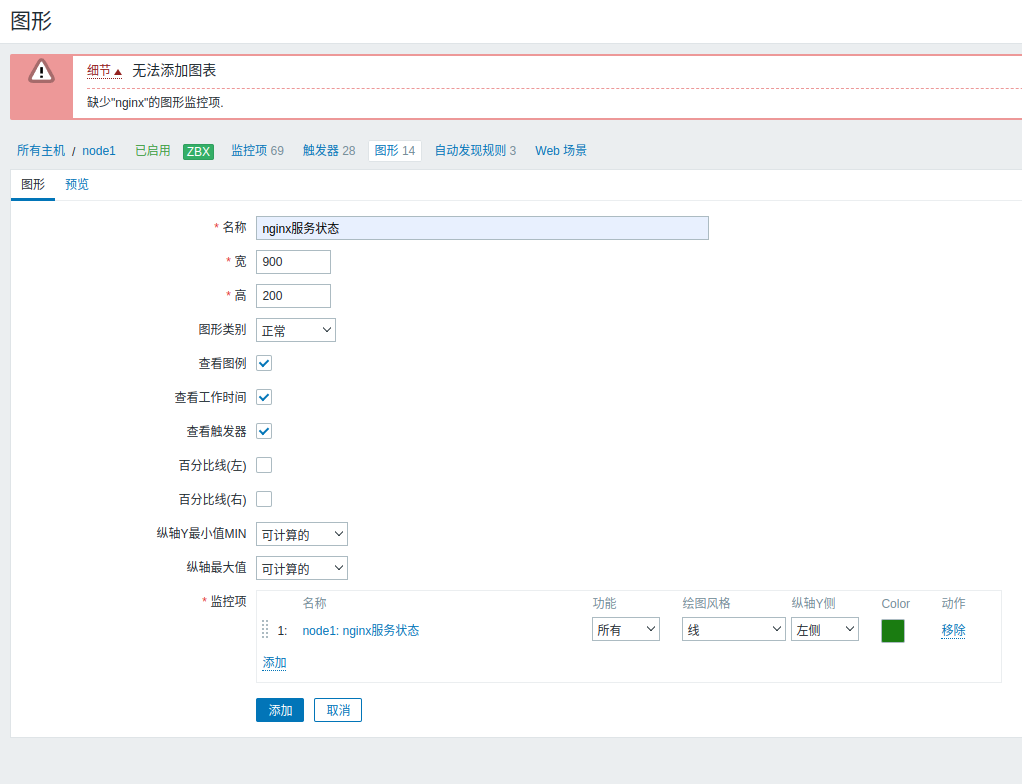 图形
细节 无法添加图表
缺少"nginx"的图形监控项.
所有主机 / node1 已启用 ZBX 监控项 69 触发器 28 图形 14 自动发现规则 3 Web 场景
图形 预览
* 名称 nginx服务状态
* 宽 900
* 高 200
图形类别 正常
查看图例
查看工作时间
查看触发器
百分比线(左)
百分比线(右)
纵轴Y最小值MIN 可计算的
纵轴最大值 可计算的
* 监控项 名称 功能 绘图风格 纵轴Y侧 Color 动作
1: node1: nginx服务状态 所有 线 左侧 移除
添加
添加 取消